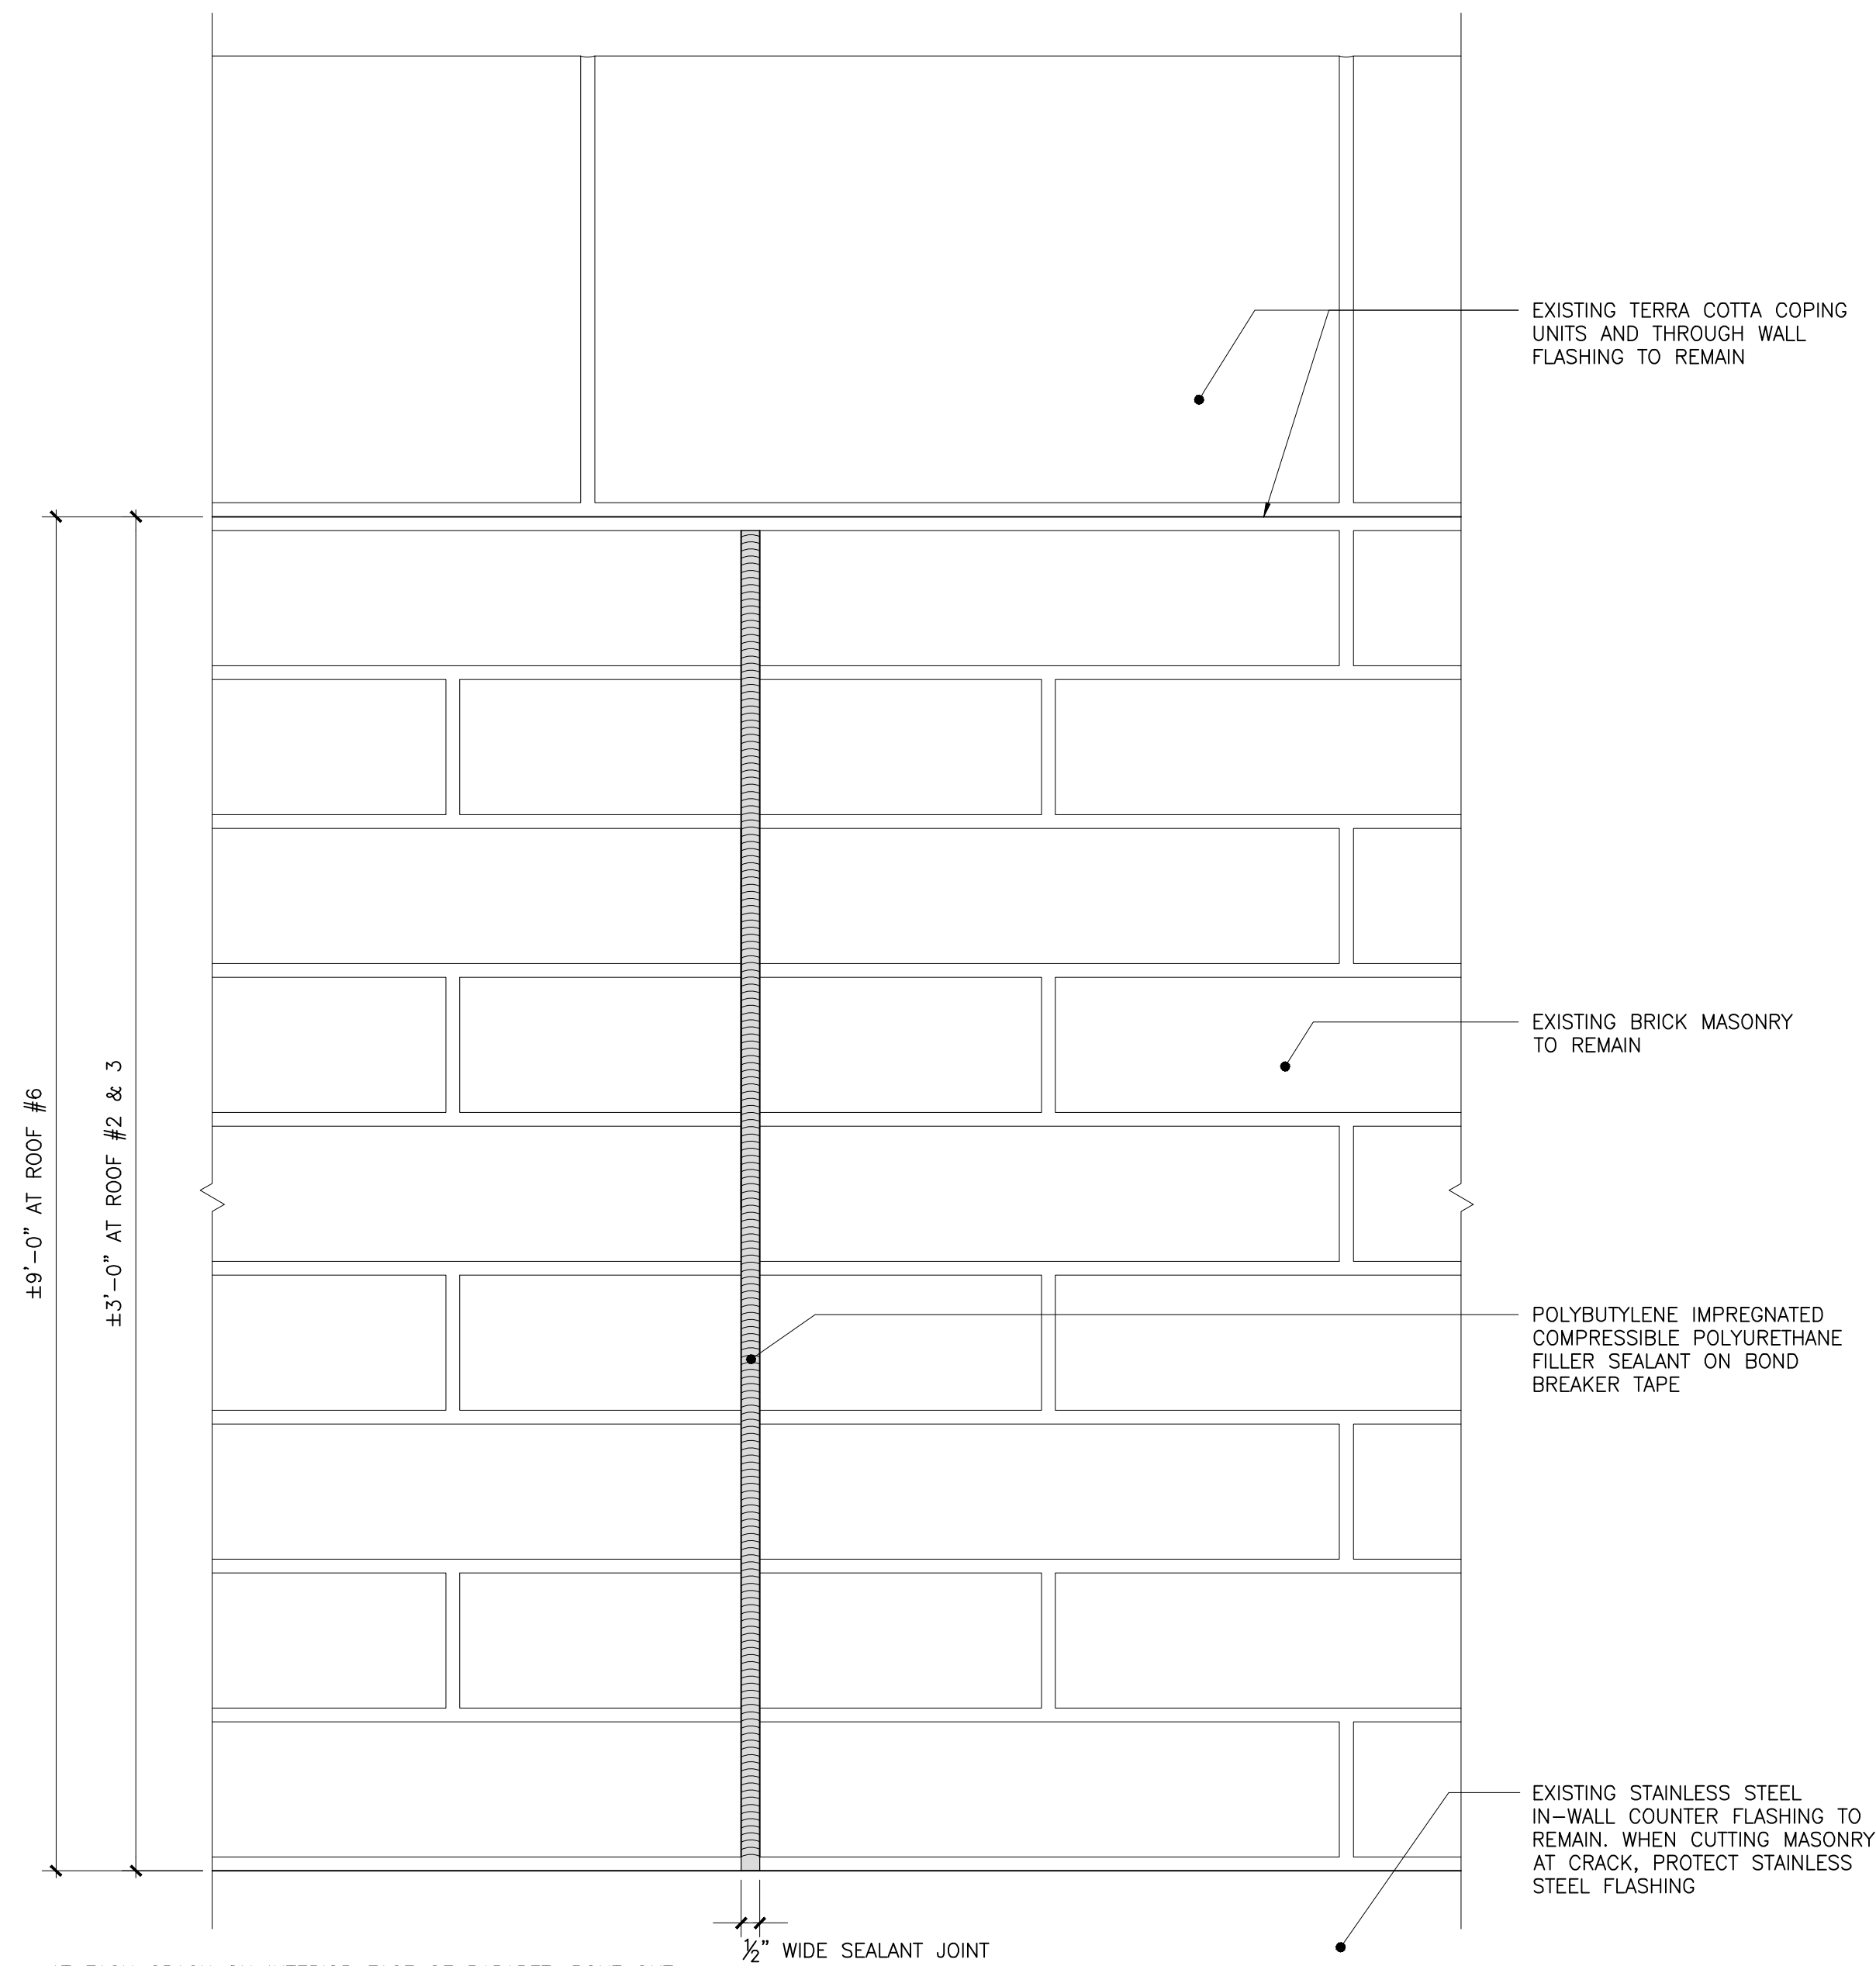 EXISTING TERRA COTTA COPING
UNITS AND THROUGH WALL
FLASHING TO REMAIN
EXISTING BRICK MASONRY
TO REMAIN
±9'-0" AT ROOF #6
±3'-0" AT ROOF #2 & 3
POLYBUTYLENE IMPREGNATED
COMPRESSIBLE POLYURETHANE
FILLER SEALANT ON BOND
BREAKER TAPE
EXISTING STAINLESS STEEL
IN-WALL COUNTER FLASHING TO
REMAIN. WHEN CUTTING MASONRY
AT CRACK, PROTECT STAINLESS
STEEL FLASHING
½" WIDE SEALANT JOINT